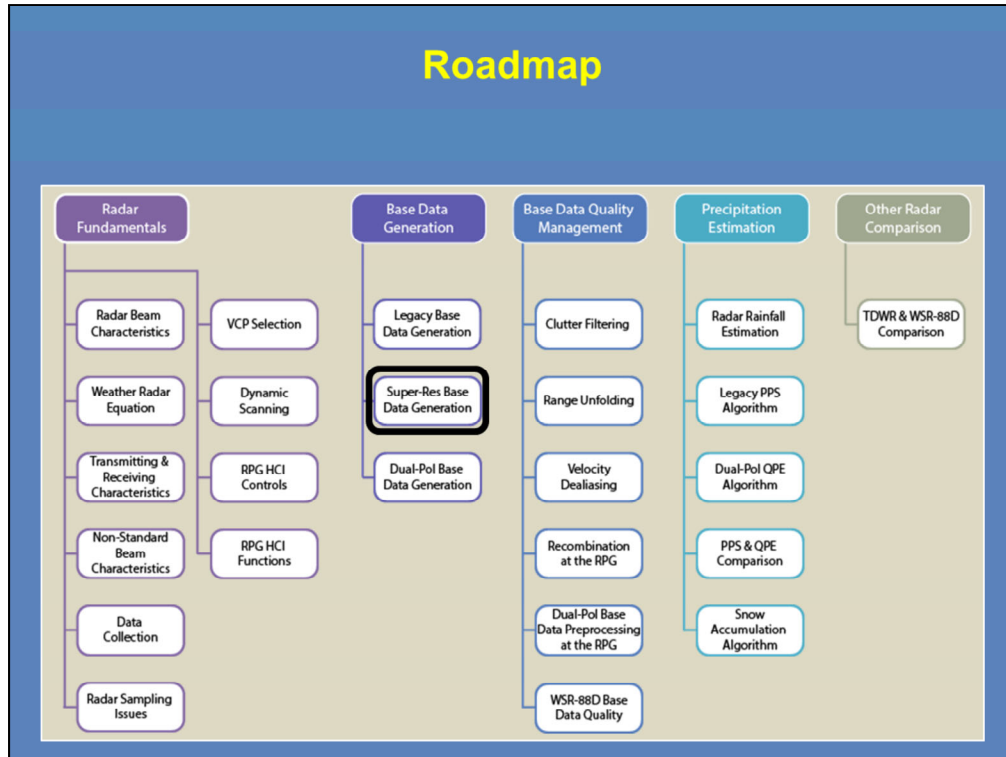 Roadmap
Radar
Fundamentals
Radar Beam
Characteristics
Weather Radar
Equation
Transmitting &
Receiving
Characteristics
Non-Standard
Beam
Characteristics
Data
Collection
Radar Sampling
Issues
VCP Selection
Dynamic
Scanning
RPG HCI
Controls
RPG HCI
Functions
Base Data
Generation
Legacy Base
Data Generation
Super-Res Base
Data Generation
Dual-Pol Base
Data Generation
Base Data Quality
Management
Clutter Filtering
Range Unfolding
Velocity
Dealiasing
Recombination
at the RPG
Dual-Pol Base
Data Preprocessing
at the RPG
WSR-88D Base
Data Quality
Precipitation
Estimation
Radar Rainfall
Estimation
Legacy PPS
Algorithm
Dual-Pol QPE
Algorithm
PPS & QPE
Comparison
Snow
Accumulation
Algorithm
Other Radar
Comparison
TDWR & WSR-88D
Comparison